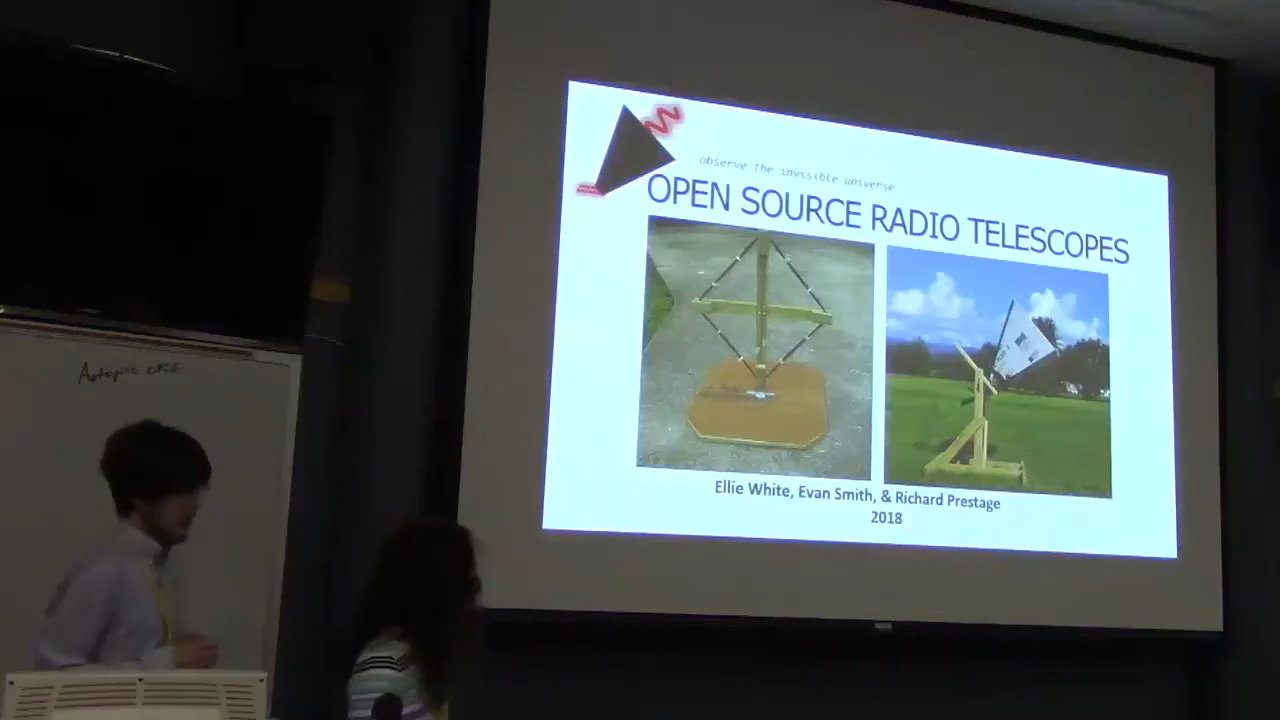 observe the invisible universe
OPEN SOURCE RADIO TELESCOPES
Ellie White, Evan Smith, & Richard Prestage
2018